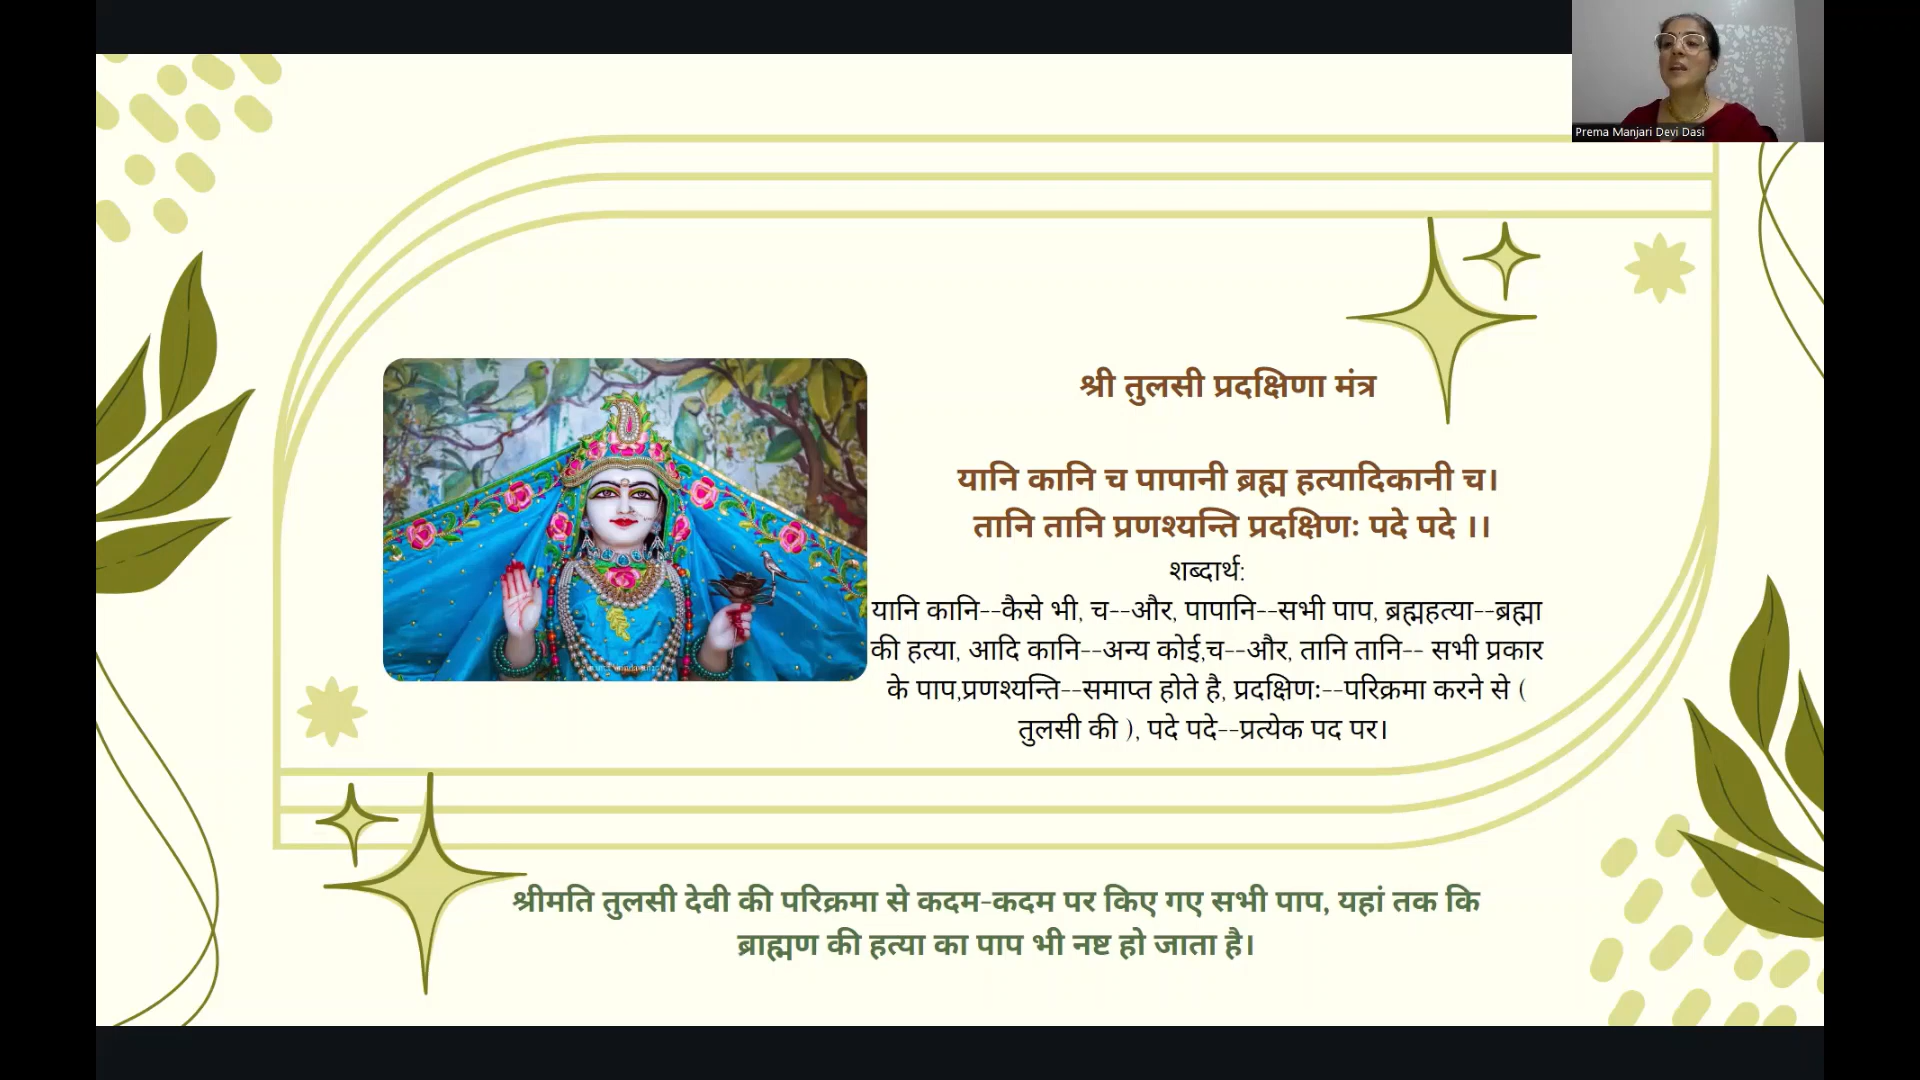 Prema Manjari Devi Dasi
श्री तुलसी प्रदक्षिणा मंत्र
यानि कानि च पापानी ब्रह्म हत्यादिकानी च।
तानि तानि प्रणश्यन्ति प्रदक्षिणः पदे पदे ।।
शब्दार्थ:
यानि कानि--कैसे भी, च--और, पापानि--सभी पाप, ब्रह्महत्या--ब्रह्मा
की हत्या, आदि कानि--अन्य कोई,च--और, तानि तानि-- सभी प्रकार
के पाप,प्रणश्यन्ति--समाप्त होते है, प्रदक्षिणः--परिक्रमा करने से (
तुलसी की ), पदे पदे--प्रत्येक पद पर।
श्रीमति तुलसी देवी की परिक्रमा से कदम-कदम पर किए गए सभी पाप, यहां तक कि
ब्राह्मण की हत्या का पाप भी नष्ट हो जाता है।